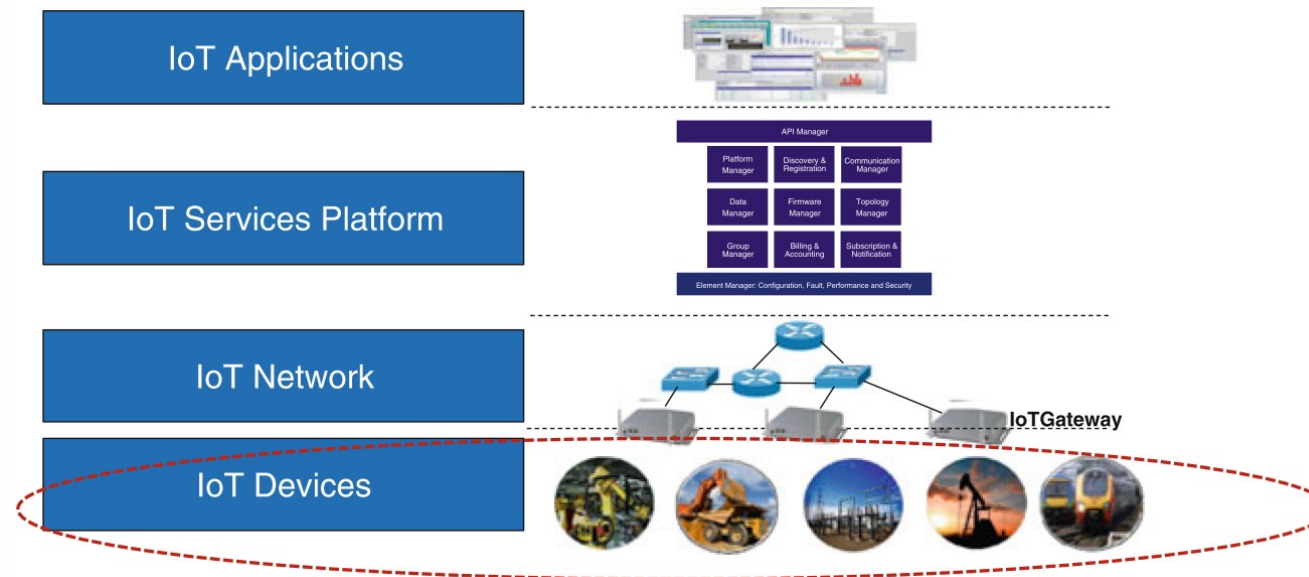 IoT Applications
API Manager
Platform
Manager
Discovery &
Registration
Communication
Manager
IoT Services Platform
Data
Manager
Firmware
Manager
Topology
Manager
Group
Manager
Billing &
Accounting
Subscription &
Notification
Element Manager: Configuration, Fault, Performance and Security
IoT Network
IoTGateway
IoT Devices